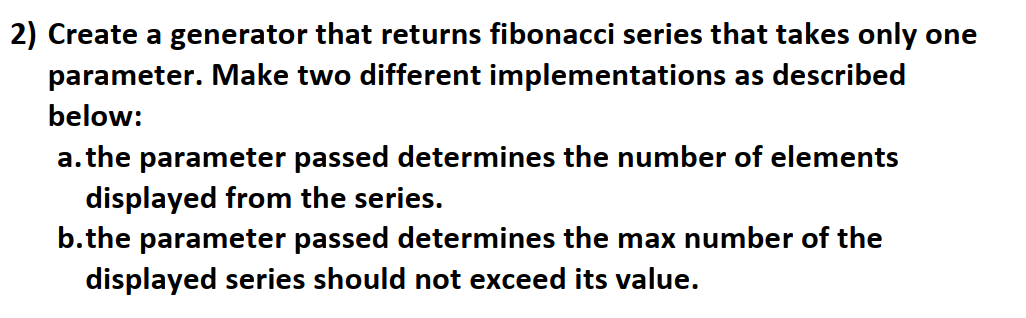 2) Create a generator that returns fibonacci series that takes only one
parameter. Make two different implementations as described
below:
a. the parameter passed determines the number of elements
displayed from the series.
b. the parameter passed determines the max number of the
displayed series should not exceed its value.